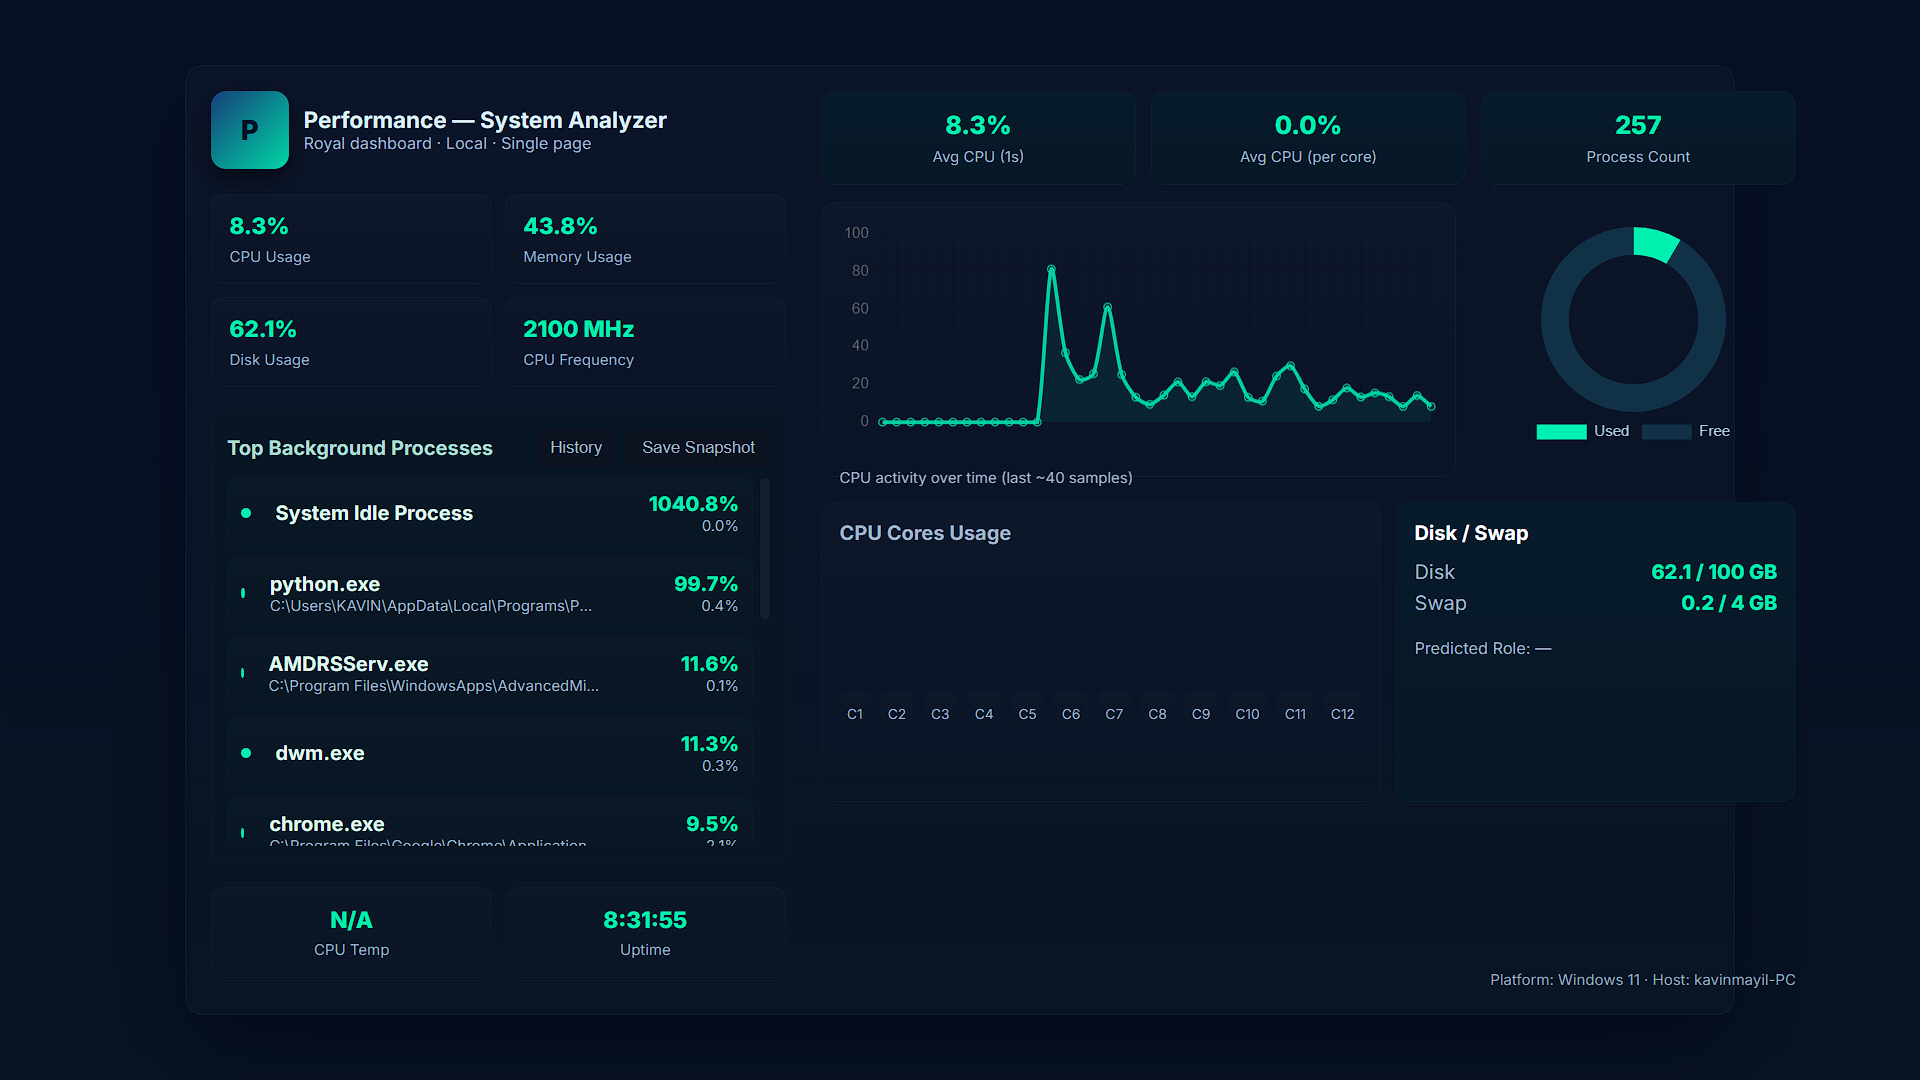 P
Performance — System Analyzer
Royal dashboard · Local · Single page
8.3%
CPU Usage
43.8%
Memory Usage
62.1%
Disk Usage
2100 MHz
CPU Frequency
Top Background Processes
History
Save Snapshot
System Idle Process
1040.8%
0.0%
python.exe
99.7%
C:\Users\KAVIN\AppData\Local\Programs\P...
0.4%
AMDRSServ.exe
11.6%
C:\Program Files\WindowsApps\AdvancedMi...
0.1%
dwm.exe
11.3%
0.3%
chrome.exe
9.5%
C:\Program Files\Google\Chrome\Application
2.1%
N/A
CPU Temp
8:31:55
Uptime
8.3%
Avg CPU (1s)
0.0%
Avg CPU (per core)
257
Process Count
100
80
60
40
20
0
CPU activity over time (last ~40 samples)
Used
Free
CPU Cores Usage
C1 C2 C3 C4 C5 C6 C7 C8 C9 C10 C11 C12
Disk / Swap
Disk 62.1 / 100 GB
Swap 0.2 / 4 GB
Predicted Role: —
Platform: Windows 11 · Host: kavinmayil-PC